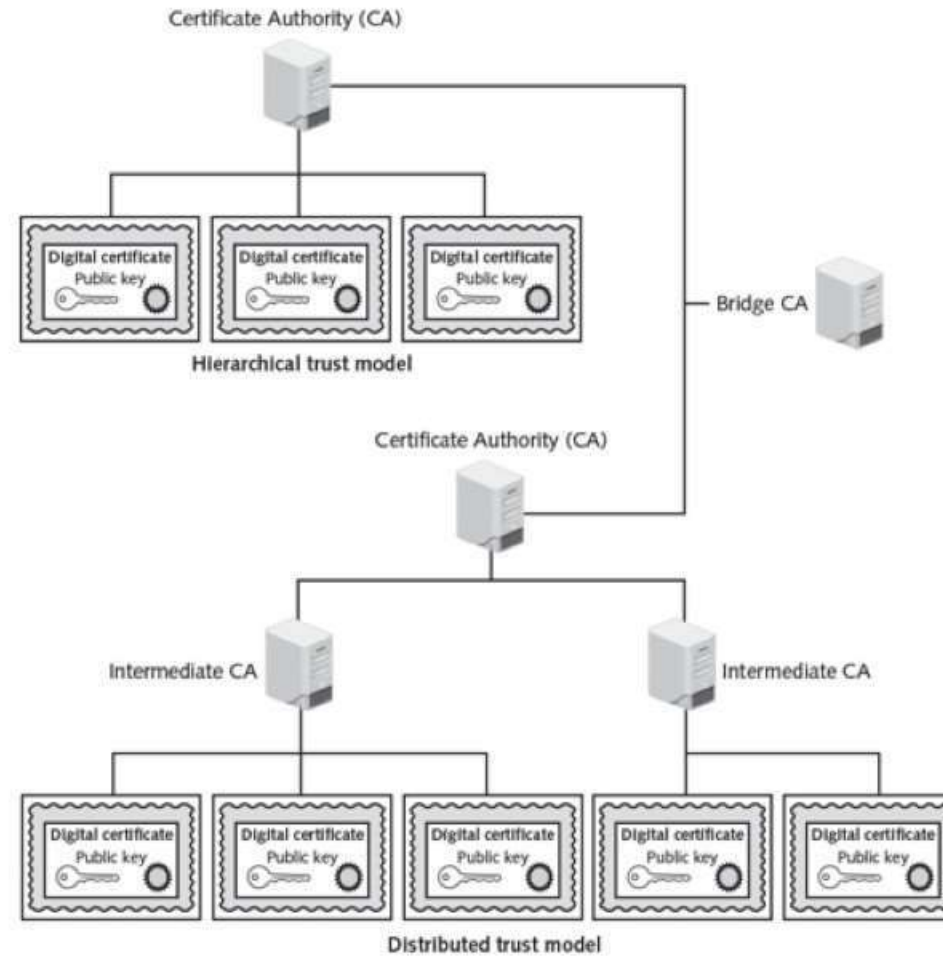 Certificate Authority (CA)
Digital certificate
Public key
Digital certificate
Public key
Digital certificate
Public key
Hierarchical trust model
Bridge CA
Certificate Authority (CA)
Intermediate CA
Intermediate CA
Digital certificate
Public key
Digital certificate
Public key
Digital certificate
Public key
Digital certificate
Public key
Digital certificate
Public key
Distributed trust model